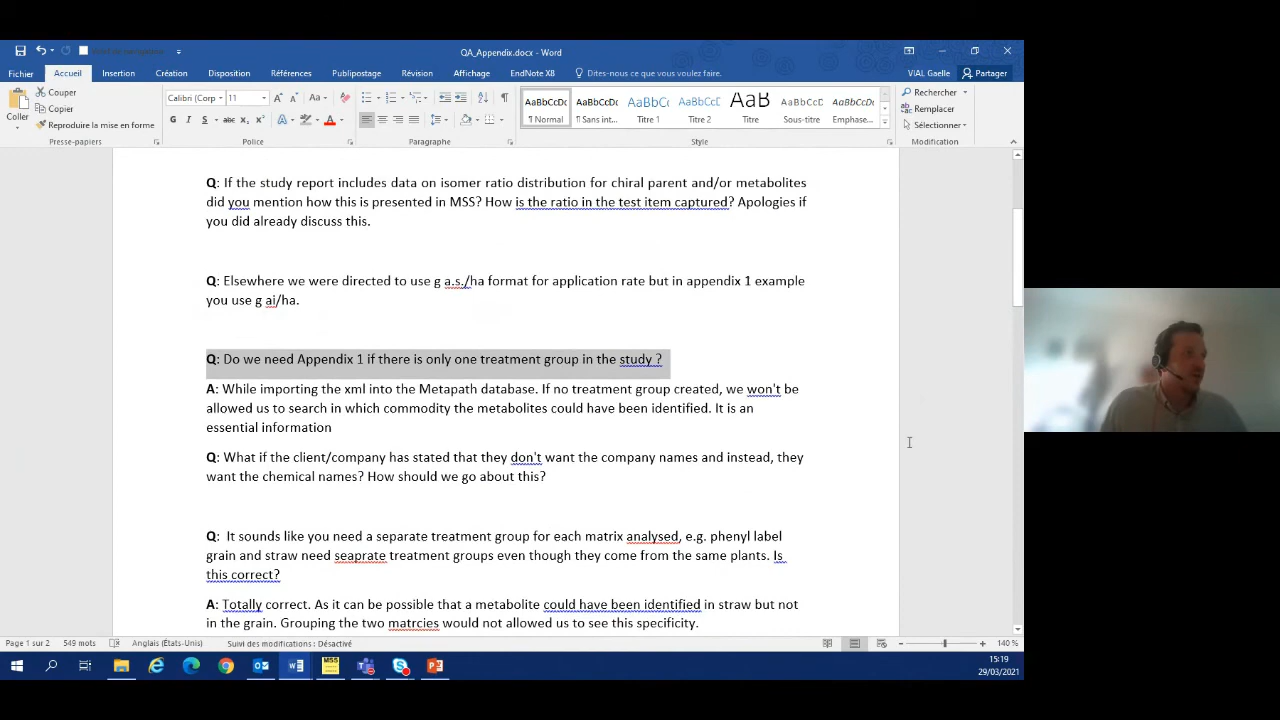 QA_Appendix.docx - Word
Fichier Accueil Insertion Création Disposition Références Publipostage Révision Affichage EndNote X8 Dites-nous ce que vous voulez faire. VIAL Gaelle Partager
Coller
Couper
Copier
Reproduire la mise en forme
Presse-papiers
Calibri (Corp 11
Police
Paragraphe
AaBbCcDc AaBbCcDc AaBbCc AaBbCcC AaB AaBbCcC AaBbCcDc
¶ Normal ¶ Sans int... Titre 1 Titre 2 Titre Sous-titre Emphase...
Style
Rechercher
Remplacer
Sélectionner
Modification
Q: If the study report includes data on isomer ratio distribution for chiral parent and/or metabolites
did you mention how this is presented in MSS? How is the ratio in the test item captured? Apologies if
you did already discuss this.
Q: Elsewhere we were directed to use g a.s./ha format for application rate but in appendix 1 example
you use g ai/ha.
Q: Do we need Appendix 1 if there is only one treatment group in the study ?
A: While importing the xml into the Metapath database. If no treatment group created, we won't be
allowed us to search in which commodity the metabolites could have been identified. It is an
essential information
Q: What if the client/company has stated that they don't want the company names and instead, they
want the chemical names? How should we go about this?
Q: It sounds like you need a separate treatment group for each matrix analysed, e.g. phenyl label
grain and straw need seaprate treatment groups even though they come from the same plants. Is
this correct?
A: Totally correct. As it can be possible that a metabolite could have been identified in straw but not
in the grain. Grouping the two matrcies would not allowed us to see this specificity.
Page 1 sur 2 549 mots Anglais (États-Unis) Suivi des modifications : Désactivé 140 %
MSS
15:19
29/03/2021